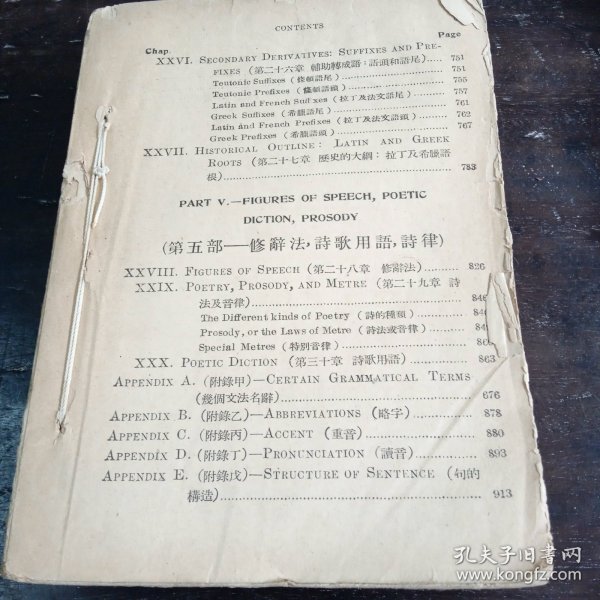 CONTENTS
Chap. Page
XXVI. SECONDARY DERIVATIVES: SUFFIXES AND PRE-
FIXES (第二十六章 輔助轉成語：語頭和語尾)..... 751
Teutonic Suffixes (條頓語尾)..... 751
Teutonic Prefixes (條頓語頭)..... 755
Latin and French Suffixes (拉丁及法文語尾)..... 757
Greek Suffixes (希臘語尾)..... 761
Latin and French Prefixes (拉丁及法文語頭)..... 762
Greek Prefixes (希臘語頭)..... 767
XXVII. HISTORICAL OUTLINE: LATIN AND GREEK
ROOTS (第二十七章 歷史的大綱：拉丁及希臘語
根)..... 783
PART V.—FIGURES OF SPEECH, POETIC
DICTION, PROSODY
(第五部——修辭法，詩歌用語，詩律)
XXVIII. FIGURES OF SPEECH (第二十八章 修辭法)..... 826
XXIX. POETRY, PROSODY, AND METRE (第二十九章 詩
法及音律)..... 
The Different kinds of Poetry (詩的種類)..... 
Prosody, or the Laws of Metre (詩法或音律)..... 
Special Metres (特別音律)..... 
XXX. POETIC DICTION (第三十章 詩歌用語)..... 863
APPENDIX A. (附錄甲)—CERTAIN GRAMMATICAL TERMS
(幾個文法名辭)..... 676
APPENDIX B. (附錄乙)—ABBREVIATIONS (略字)..... 878
APPENDIX C. (附錄丙)—ACCENT (重音)..... 880
APPENDIX D. (附錄丁)—PRONUNCIATION (讀音)..... 893
APPENDIX E. (附錄戊)—STRUCTURE OF SENTENCE (句的
構造)..... 913
孔夫子旧书网
www.kongfz.com